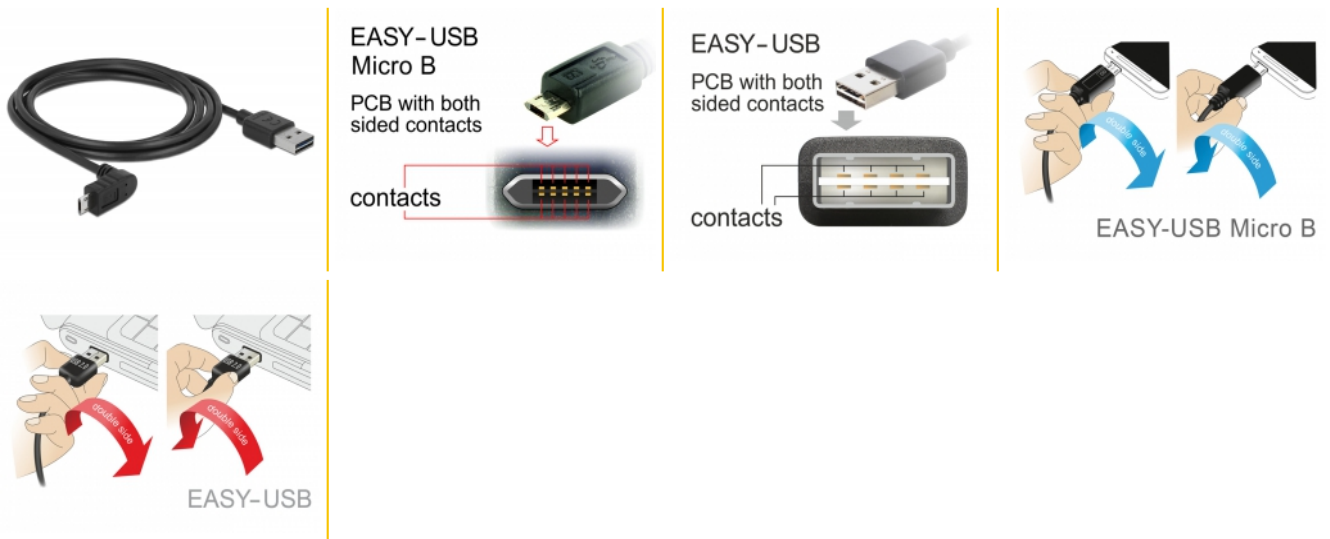 EASY-USB
Micro B
PCB with both
sided contacts
contacts
EASY-USB
PCB with both
sided contacts
contacts
double side
double side
EASY-USB Micro B
double side
double side
EASY-USB